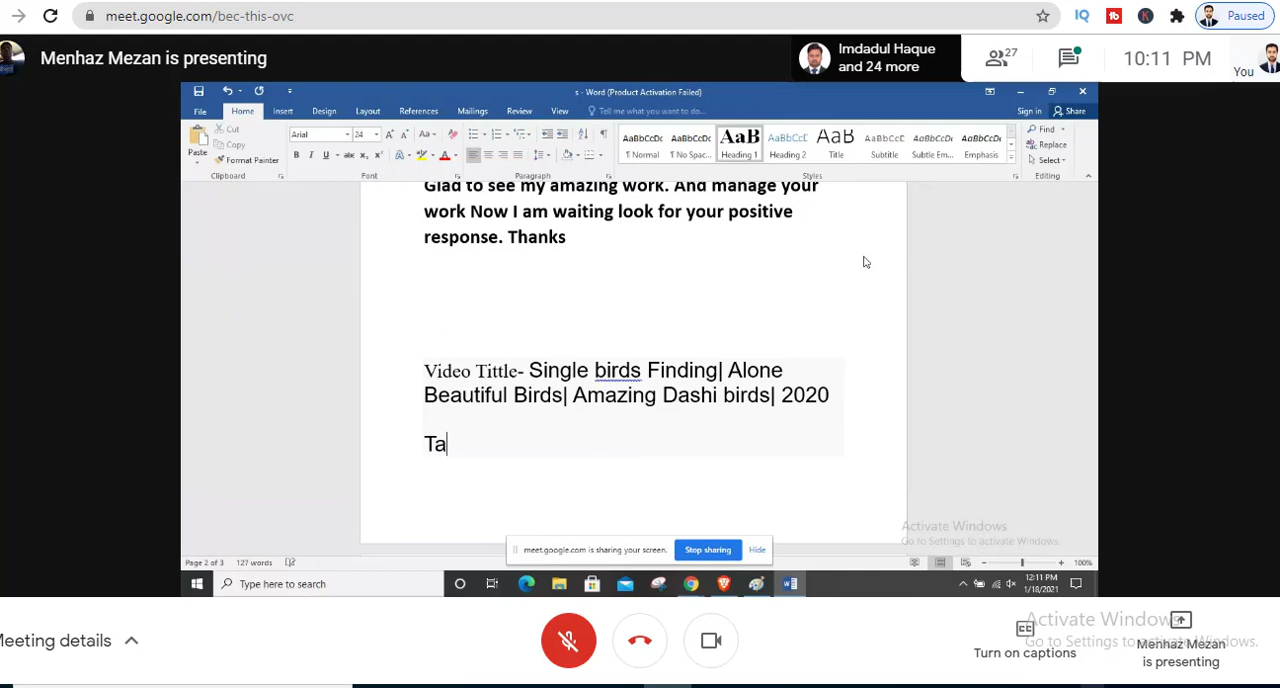 meet.google.com/bec-this-ovc
Paused
Menhaz Mezan is presenting
Imdadul Haque
and 24 more
27
10:11 PM
You
s - Word (Product Activation Failed)
File Home Insert Design Layout References Mailings Review View Tell me what you want to do...
Sign in Share
Paste
Cut
Copy
Format Painter
Clipboard
Arial 24
Font
Paragraph
AaBbCcDc AaBbCcDc AaB AaBbCcD AaB AaBbCcD AaBbCcDc AaBbCcDc
¶ Normal ¶ No Spac... Heading 1 Heading 2 Title Subtitle Subtle Em... Emphasis
Styles
Find
Replace
Select
Editing
Glad to see my amazing work. And manage your
work Now I am waiting look for your positive
response. Thanks
Video Tittle- Single birds Finding| Alone
Beautiful Birds| Amazing Dashi birds| 2020
Ta
Activate Windows
Go to Settings to activate Windows.
meet.google.com is sharing your screen. Stop sharing Hide
Page 2 of 3 127 words
100%
Type here to search
12:11 PM
1/18/2021
Meeting details
Turn on captions
Menhaz Mezan
is presenting
Activate Windows
Go to Settings to activate Windows.